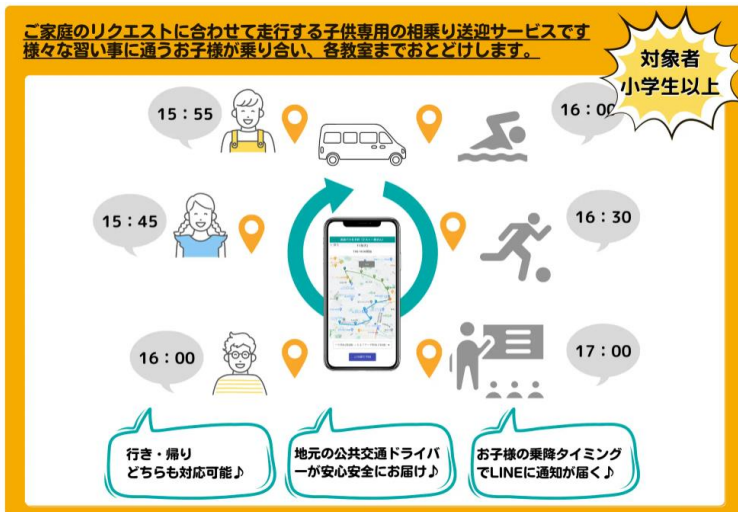 ご家庭のリクエストに合わせて走行する子供専用の相乗り送迎サービスです
様々な習い事に通うお子様が乗り合い、各教室までおとどけします。
対象者
小学生以上
15：55
16：00
15：45
16：30
16：00
17：00
行き・帰り
どちらも対応可能♪
地元の公共交通ドライバ
ーが安心安全にお届け♪
お子様の乗降タイミング
でLINEに通知が届く♪